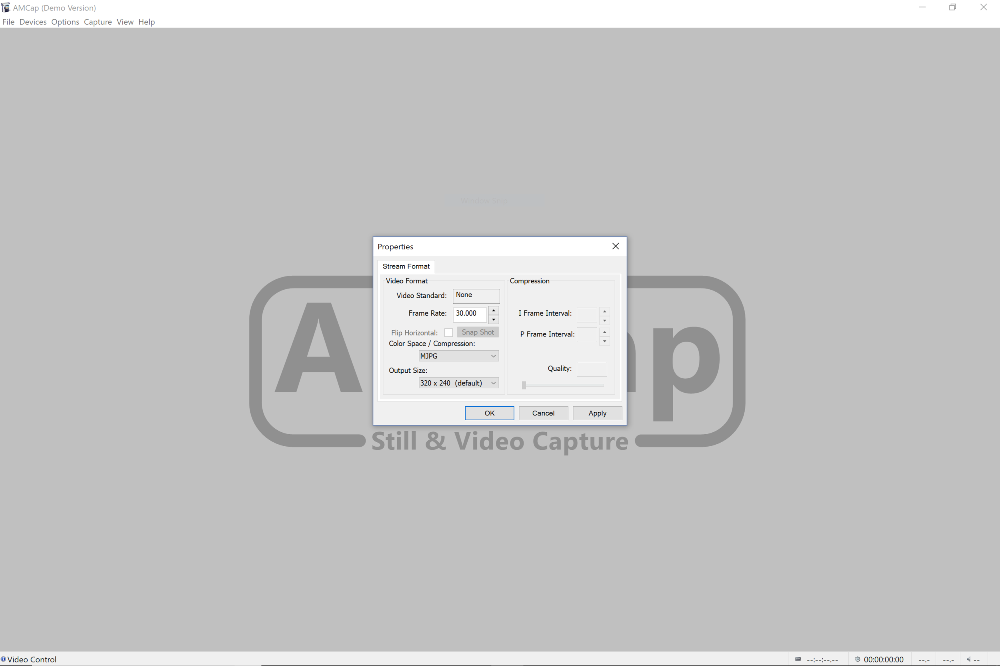 AMCap (Demo Version)
File Devices Options Capture View Help
Window Snip
Properties
Stream Format
Video Format
Video Standard: None
Frame Rate: 30.000
Flip Horizontal: Snap Shot
Color Space / Compression:
MJPG
Output Size:
320 x 240 (default)
Compression
I Frame Interval:
P Frame Interval:
Quality:
OK Cancel Apply
A p
Still & Video Capture
Video Control --:--:--.-- 00:00:00:00 --.- --.- --